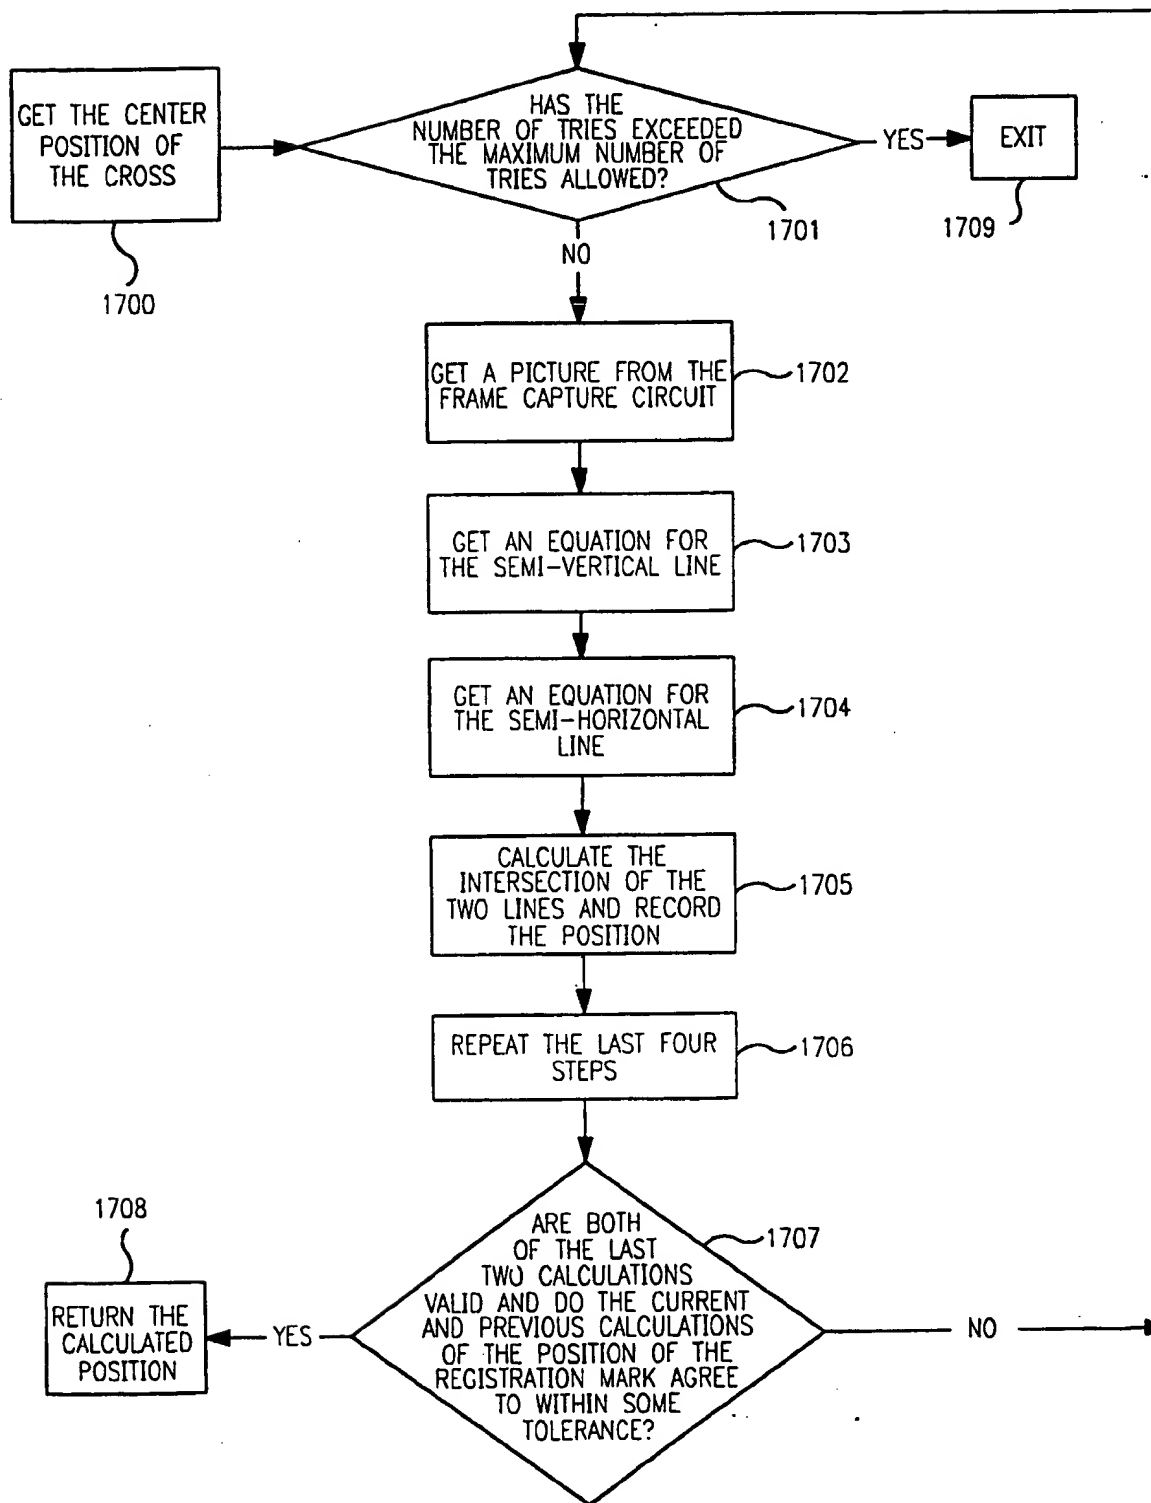 GET THE CENTER
POSITION OF
THE CROSS
1700
HAS THE
NUMBER OF TRIES EXCEEDED
THE MAXIMUM NUMBER OF
TRIES ALLOWED?
1701
YES
EXIT
1709
NO
GET A PICTURE FROM THE
FRAME CAPTURE CIRCUIT
1702
GET AN EQUATION FOR
THE SEMI-VERTICAL LINE
1703
GET AN EQUATION FOR
THE SEMI-HORIZONTAL
LINE
1704
CALCULATE THE
INTERSECTION OF THE
TWO LINES AND RECORD
THE POSITION
1705
REPEAT THE LAST FOUR
STEPS
1706
ARE BOTH
OF THE LAST
TWO CALCULATIONS
VALID AND DO THE CURRENT
AND PREVIOUS CALCULATIONS
OF THE POSITION OF THE
REGISTRATION MARK AGREE
TO WITHIN SOME
TOLERANCE?
1707
NO
YES
1708
RETURN THE
CALCULATED
POSITION